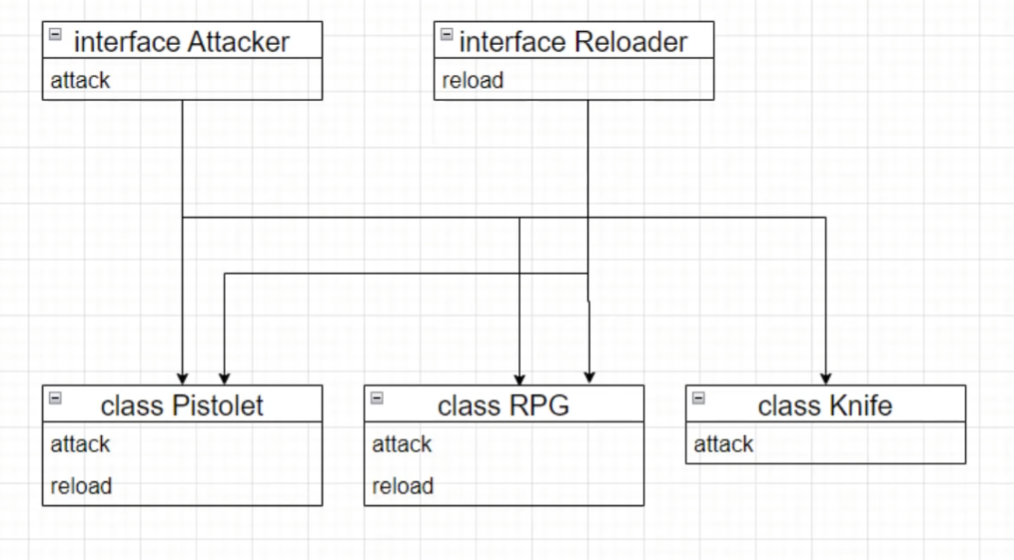 interface Attacker
attack
interface Reloader
reload
class Pistolet
attack
reload
class RPG
attack
reload
class Knife
attack